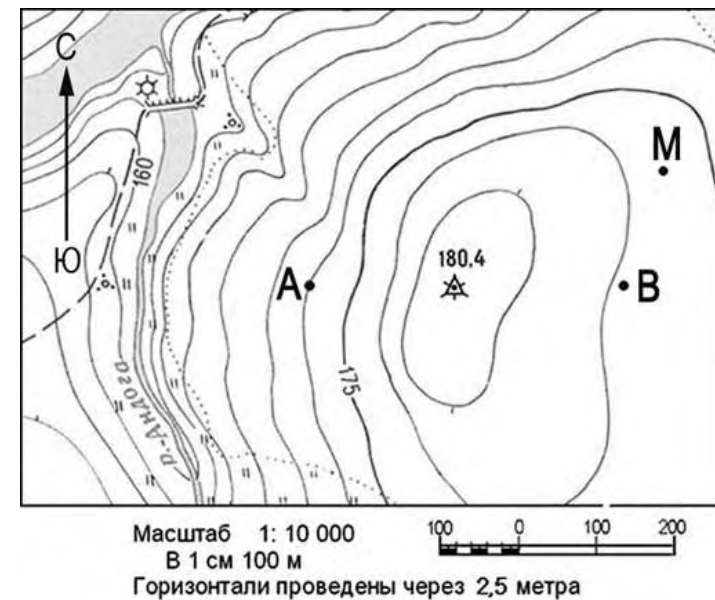 С
М
160
180,4
Ю
А
В
175
р. Андога
Масштаб 1: 10 000
В 1 см 100 м
100 0 100 200
Горизонтали проведены через 2,5 метра